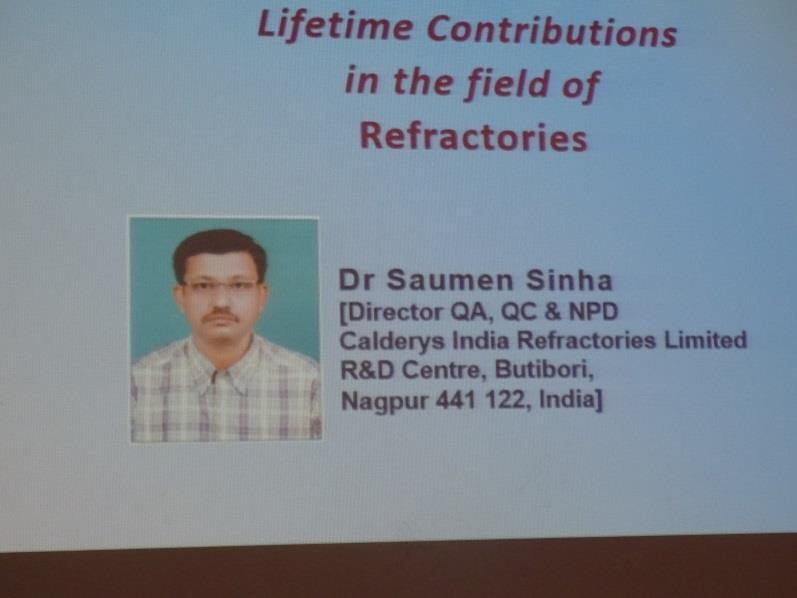 Lifetime Contributions
in the field of
Refractories
Dr Saumen Sinha
[Director QA, QC & NPD
Calderys India Refractories Limited
R&D Centre, Butibori,
Nagpur 441 122, India]